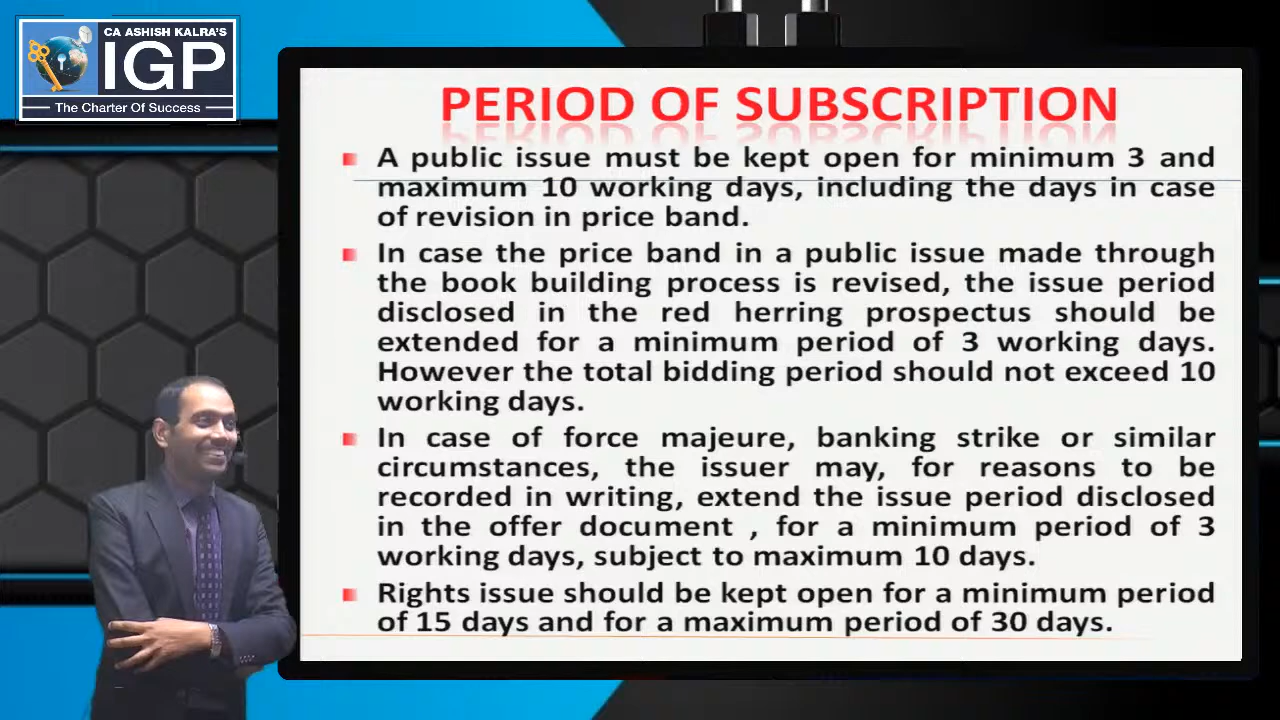 CA ASHISH KALRA'S
IGP
The Charter Of Success
PERIOD OF SUBSCRIPTION
A public issue must be kept open for minimum 3 and
maximum 10 working days, including the days in case
of revision in price band.
In case the price band in a public issue made through
the book building process is revised, the issue period
disclosed in the red herring prospectus should be
extended for a minimum period of 3 working days.
However the total bidding period should not exceed 10
working days.
In case of force majeure, banking strike or similar
circumstances, the issuer may, for reasons to be
recorded in writing, extend the issue period disclosed
in the offer document , for a minimum period of 3
working days, subject to maximum 10 days.
Rights issue should be kept open for a minimum period
of 15 days and for a maximum period of 30 days.